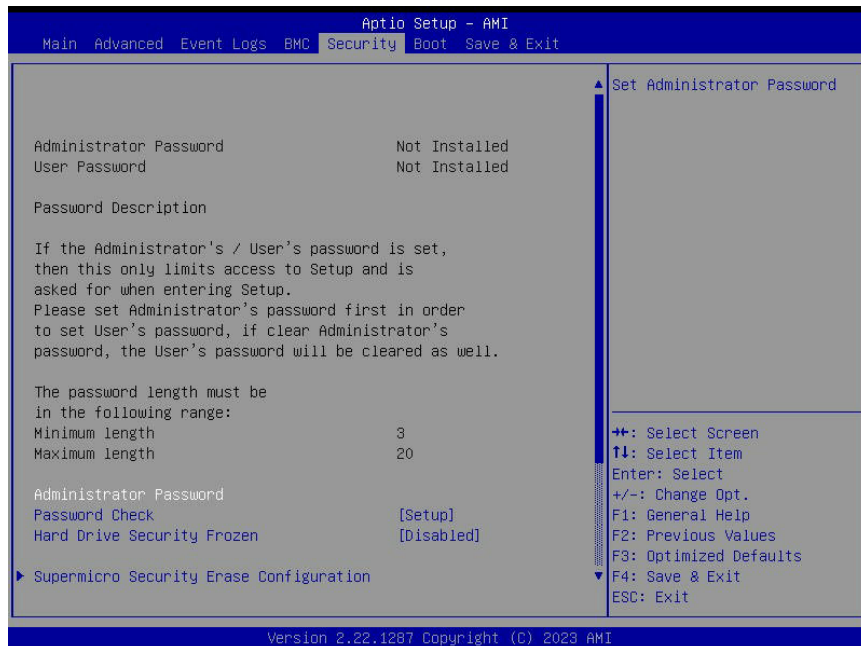 Aptio Setup – AMI
Main Advanced Event Logs BMC Security Boot Save & Exit
Set Administrator Password
Administrator Password Not Installed
User Password Not Installed
Password Description
If the Administrator's / User's password is set,
then this only limits access to Setup and is
asked for when entering Setup.
Please set Administrator's password first in order
to set User's password, if clear Administrator's
password, the User's password will be cleared as well.
The password length must be
in the following range:
Minimum length 3
Maximum length 20
Administrator Password
Password Check [Setup]
Hard Drive Security Frozen [Disabled]
Supermicro Security Erase Configuration
→←: Select Screen
↑↓: Select Item
Enter: Select
+/-: Change Opt.
F1: General Help
F2: Previous Values
F3: Optimized Defaults
F4: Save & Exit
ESC: Exit
Version 2.22.1287 Copyright (C) 2023 AMI